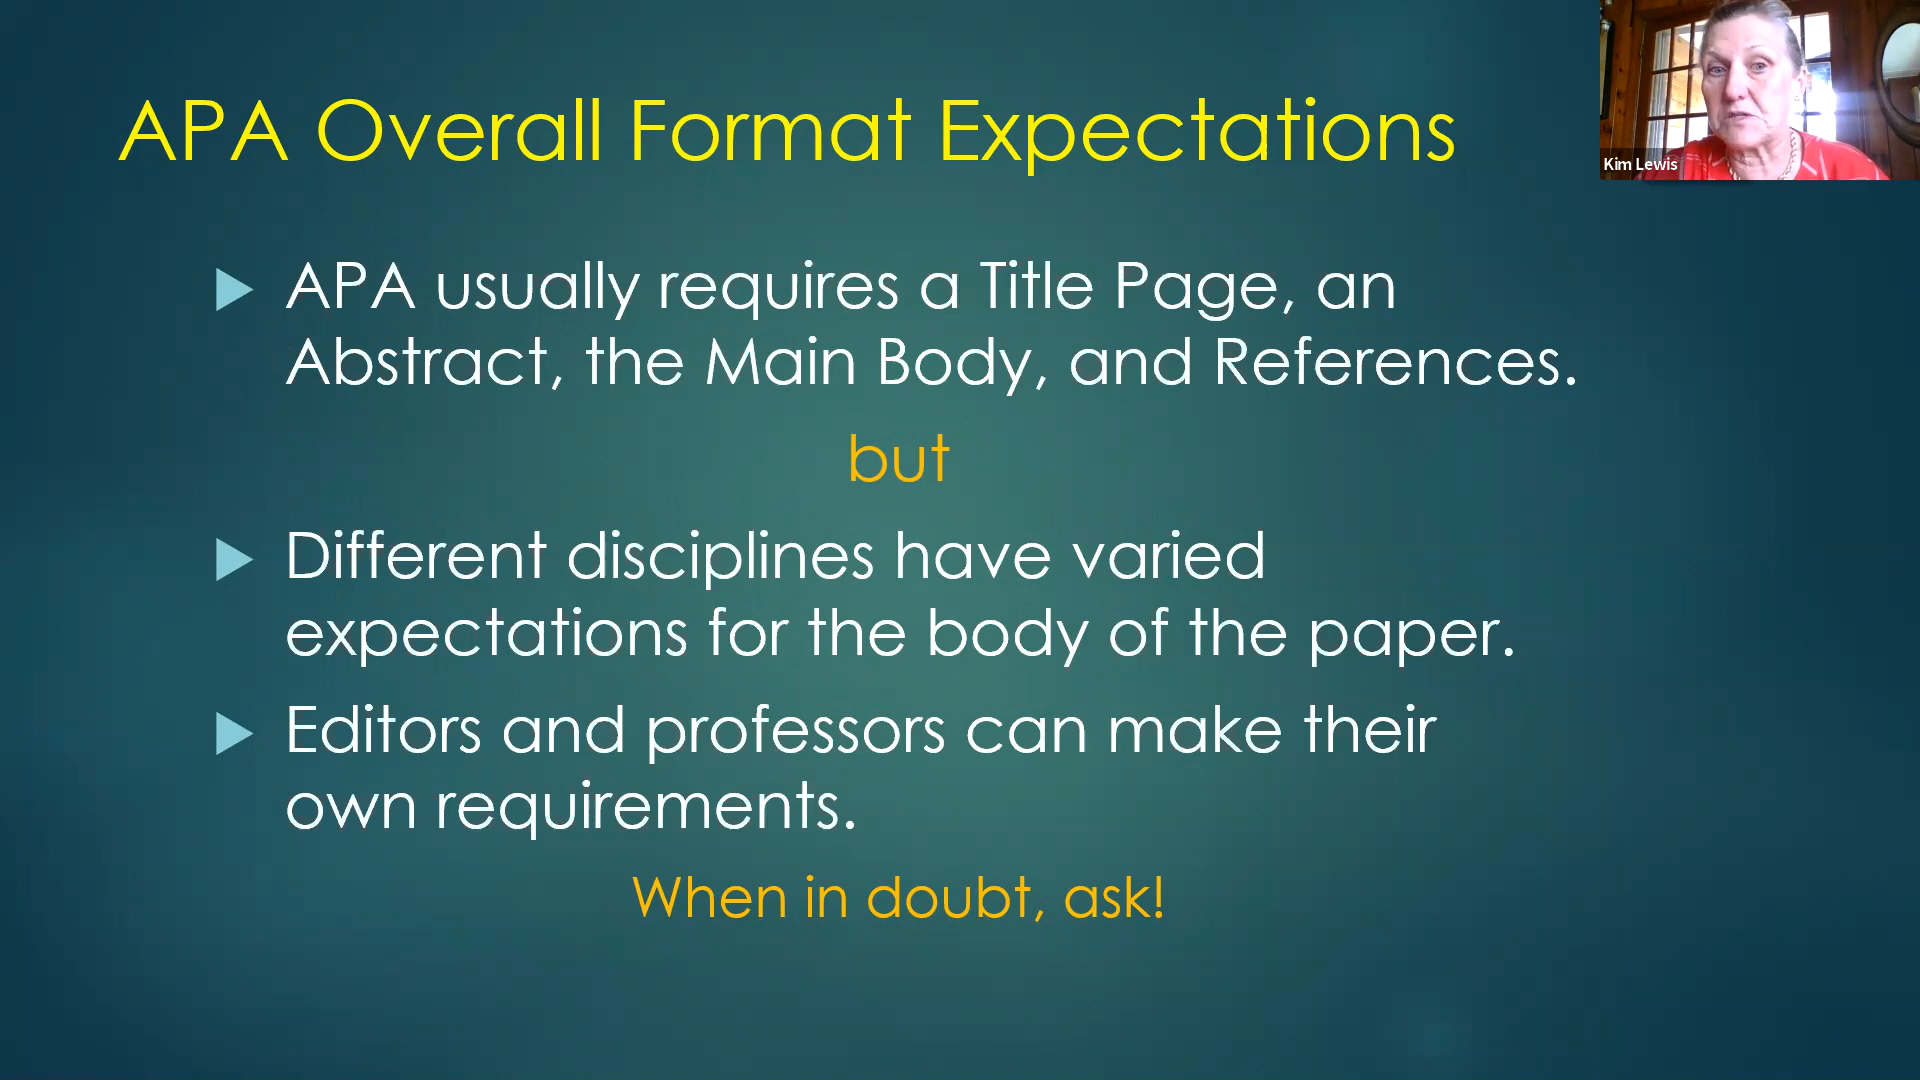 APA Overall Format Expectations
Kim Lewis
APA usually requires a Title Page, an
Abstract, the Main Body, and References.
but
Different disciplines have varied
expectations for the body of the paper.
Editors and professors can make their
own requirements.
When in doubt, ask!